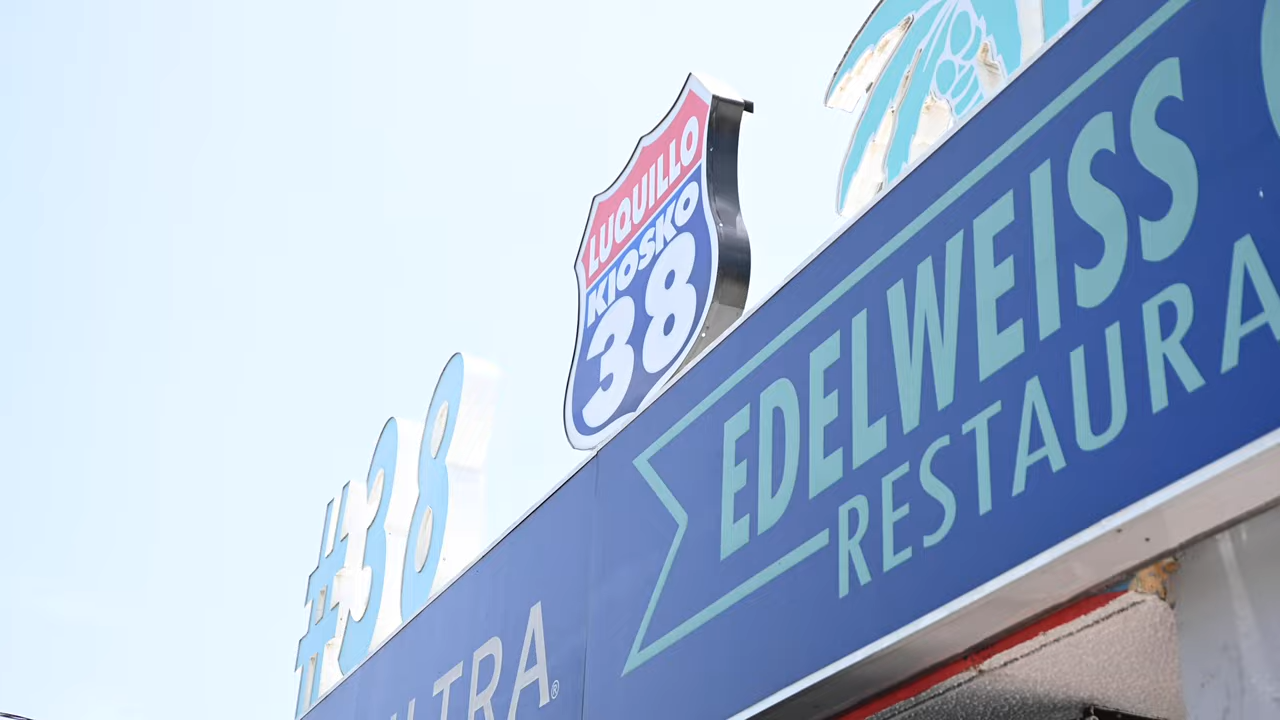 LUQUILLO
KIOSKO
38
#38
EDELWEISS
RESTAURA
TRA®